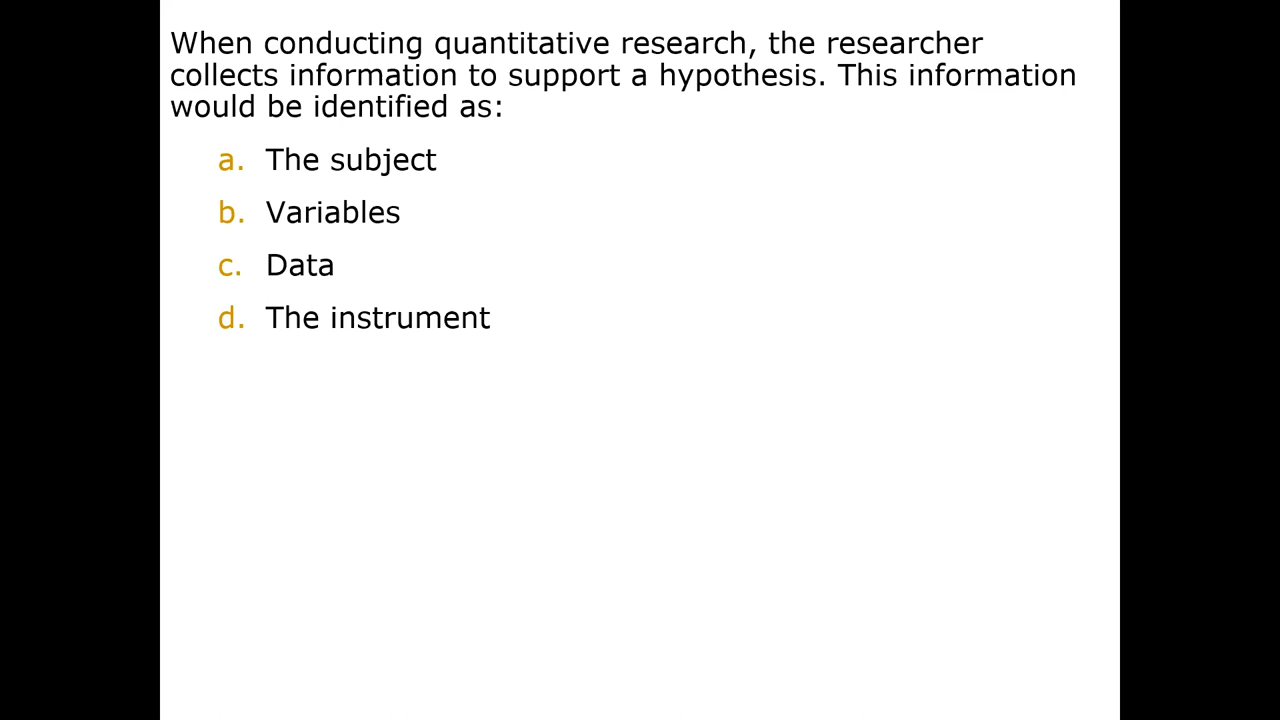 When conducting quantitative research, the researcher
collects information to support a hypothesis. This information
would be identified as:
a. The subject
b. Variables
c. Data
d. The instrument